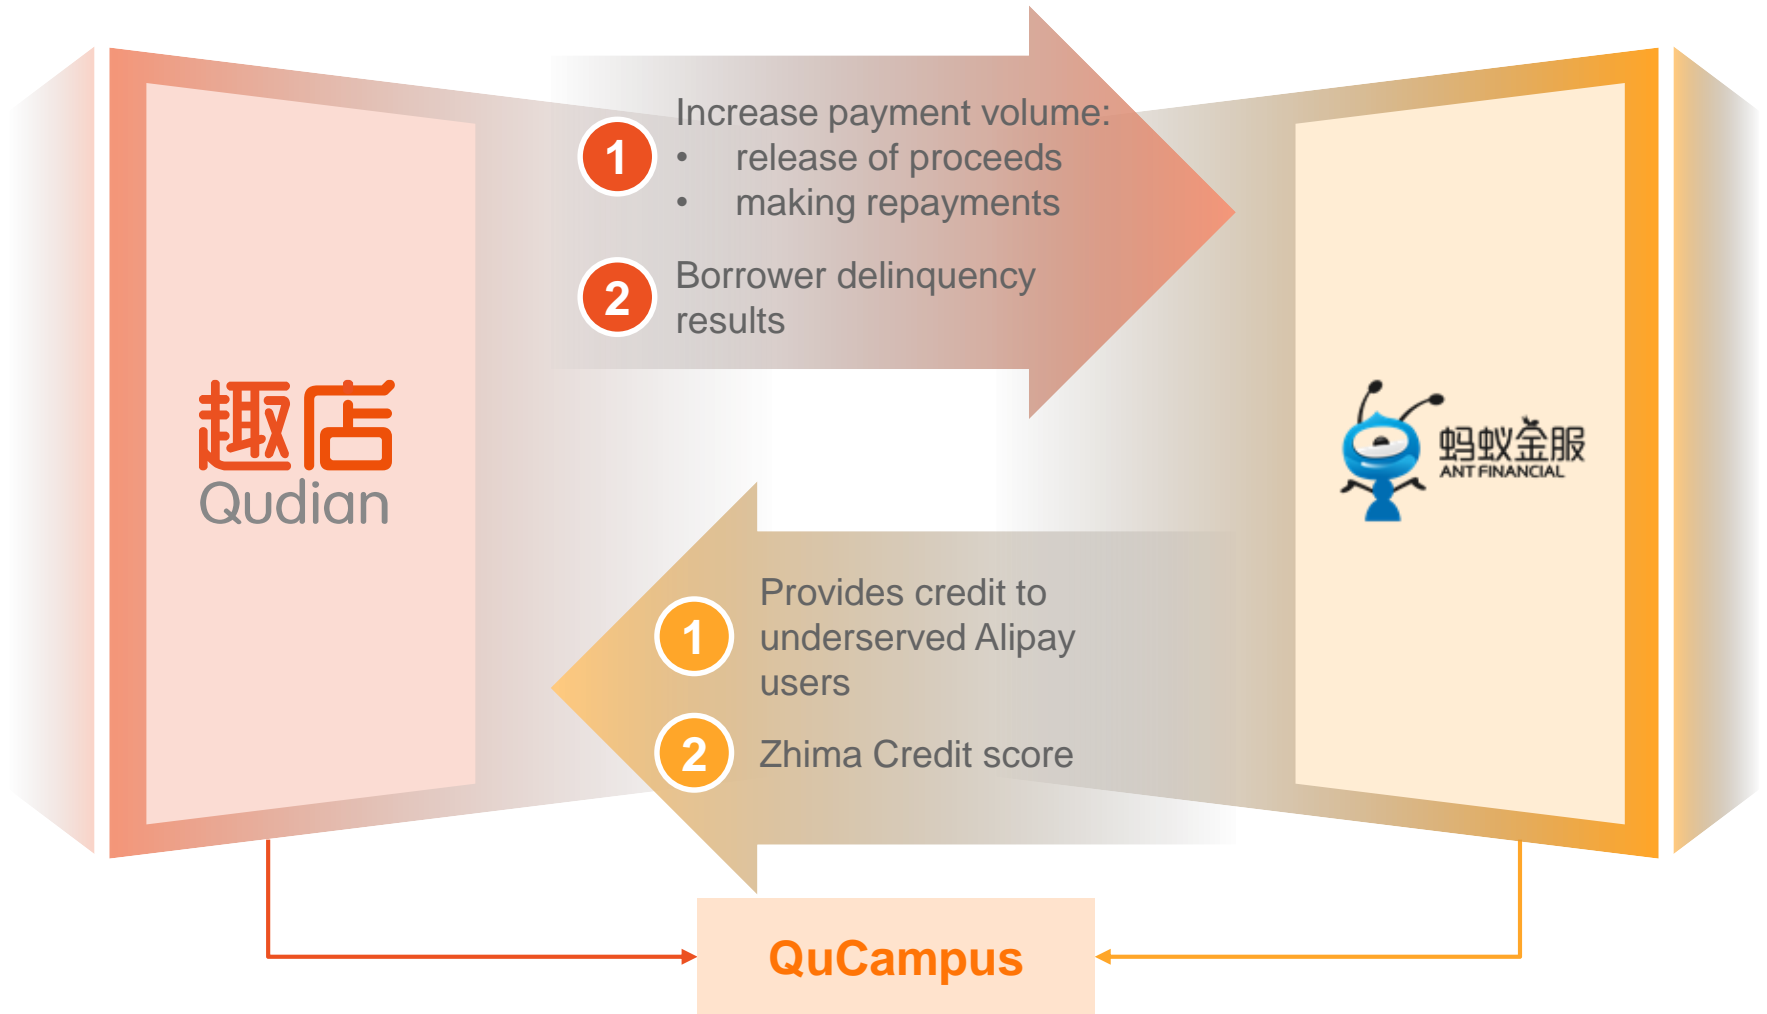 Increase payment volume:
1
• release of proceeds
• making repayments
2
Borrower delinquency
results
趣店
Qudian
蚂蚁金服
ANT FINANCIAL
1
Provides credit to
underserved Alipay
users
2
Zhima Credit score
QuCampus